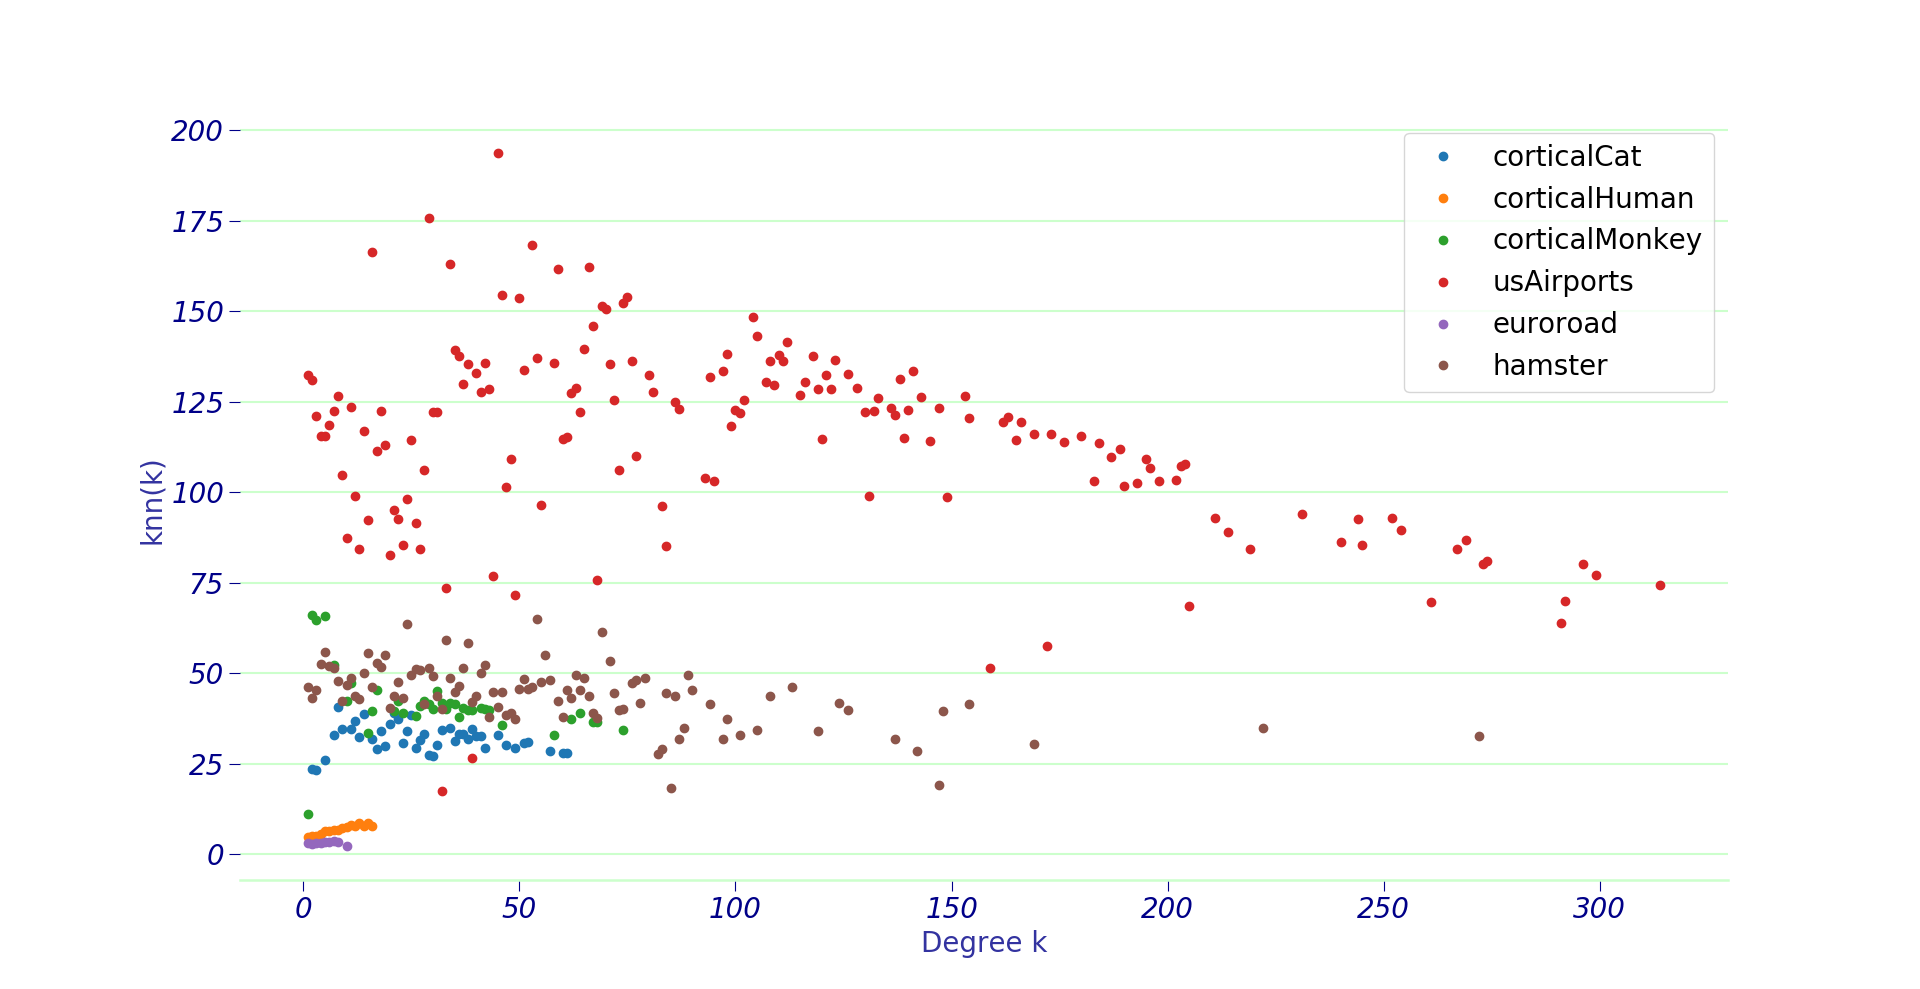 200
175
150
125
100
75
50
25
0
knn(k)
0 50 100 150 200 250 300
Degree k
corticalCat
corticalHuman
corticalMonkey
usAirports
euroroad
hamster